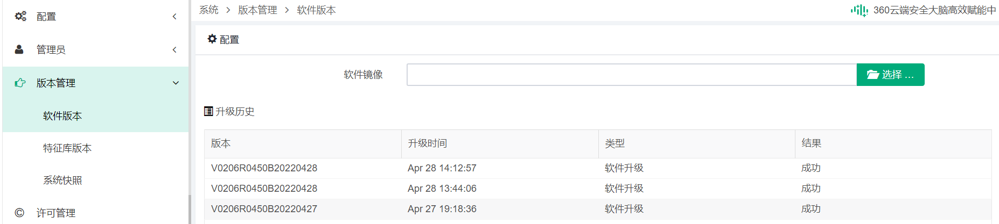 配置
管理员
版本管理
软件版本
特征库版本
系统快照
许可管理
系统 > 版本管理 > 软件版本
360云端安全大脑高效赋能中
配置
软件镜像
选择 ...
升级历史
版本 升级时间 类型 结果
V0206R0450B20220428 Apr 28 14:12:57 软件升级 成功
V0206R0450B20220428 Apr 28 13:44:06 软件升级 成功
V0206R0450B20220427 Apr 27 19:18:36 软件升级 成功